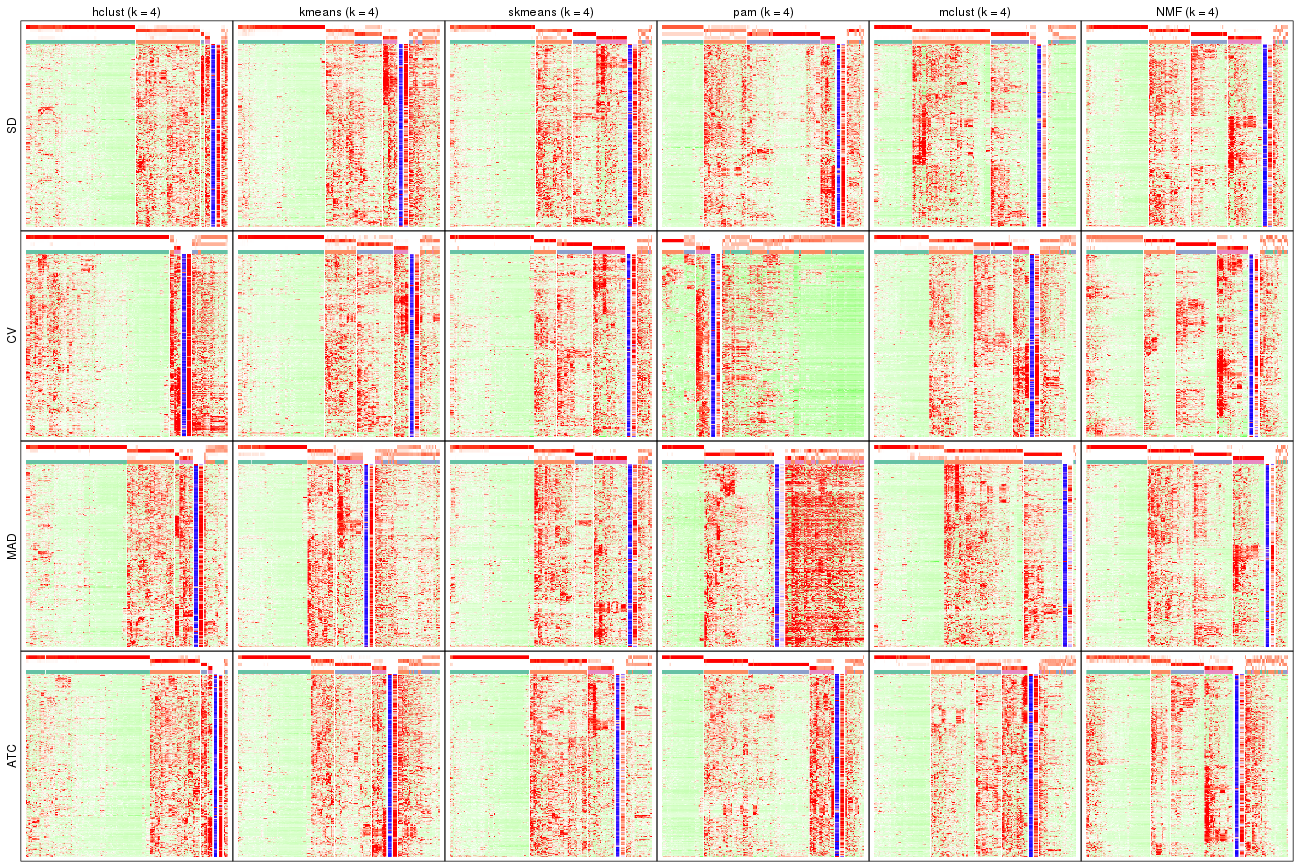 hclust (k = 4) kmeans (k = 4) skmeans (k = 4) pam (k = 4) mclust (k = 4) NMF (k = 4)
SD
CV
MAD
ATC